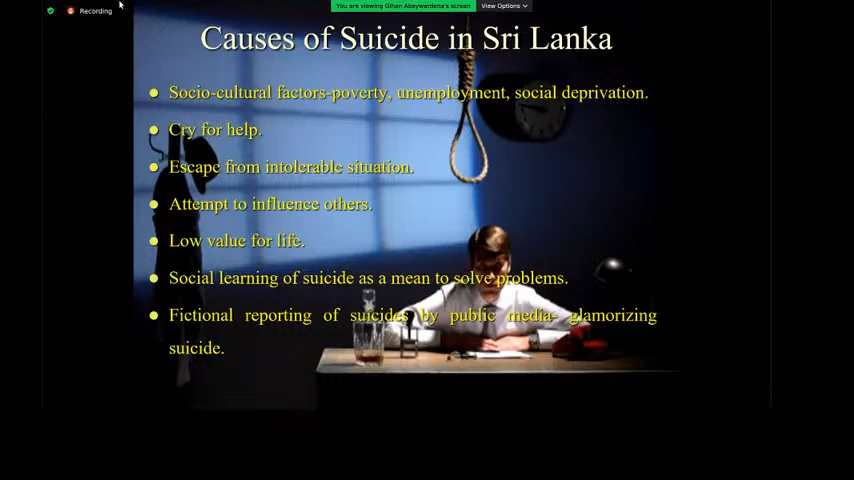 Recording
You are viewing Gihan Abeywardena's screen
View Options
Causes of Suicide in Sri Lanka
Socio-cultural factors-poverty, unemployment, social deprivation.
Cry for help.
Escape from intolerable situation.
Attempt to influence others.
Low value for life.
Social learning of suicide as a mean to solve problems.
Fictional reporting of suicides by public media- glamorizing
suicide.